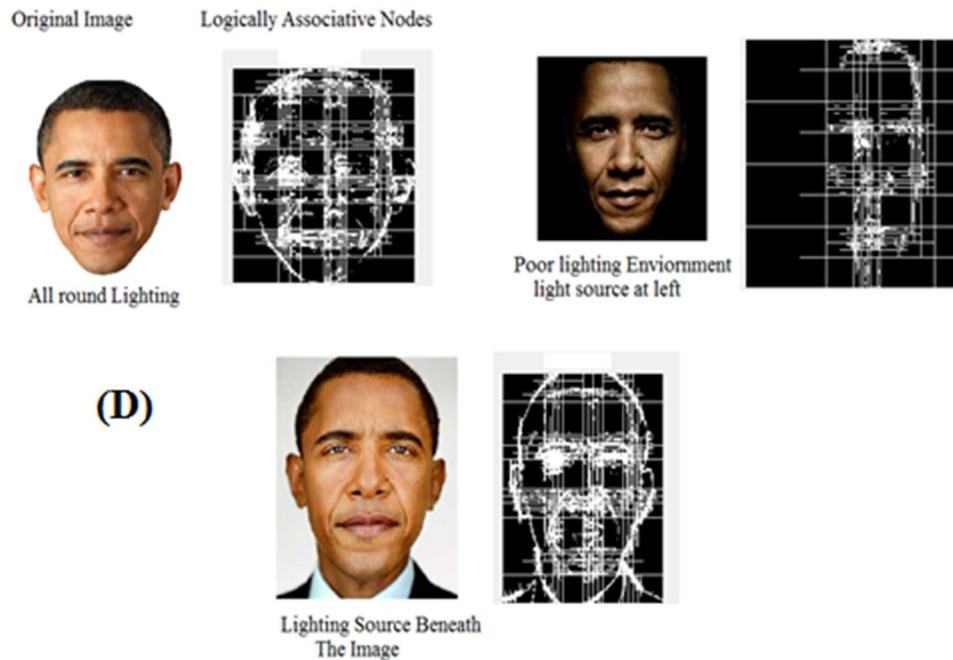 Original Image
Logically Associative Nodes
All round Lighting
Poor lighting Enviornment
light source at left
(D)
Lighting Source Beneath
The Image